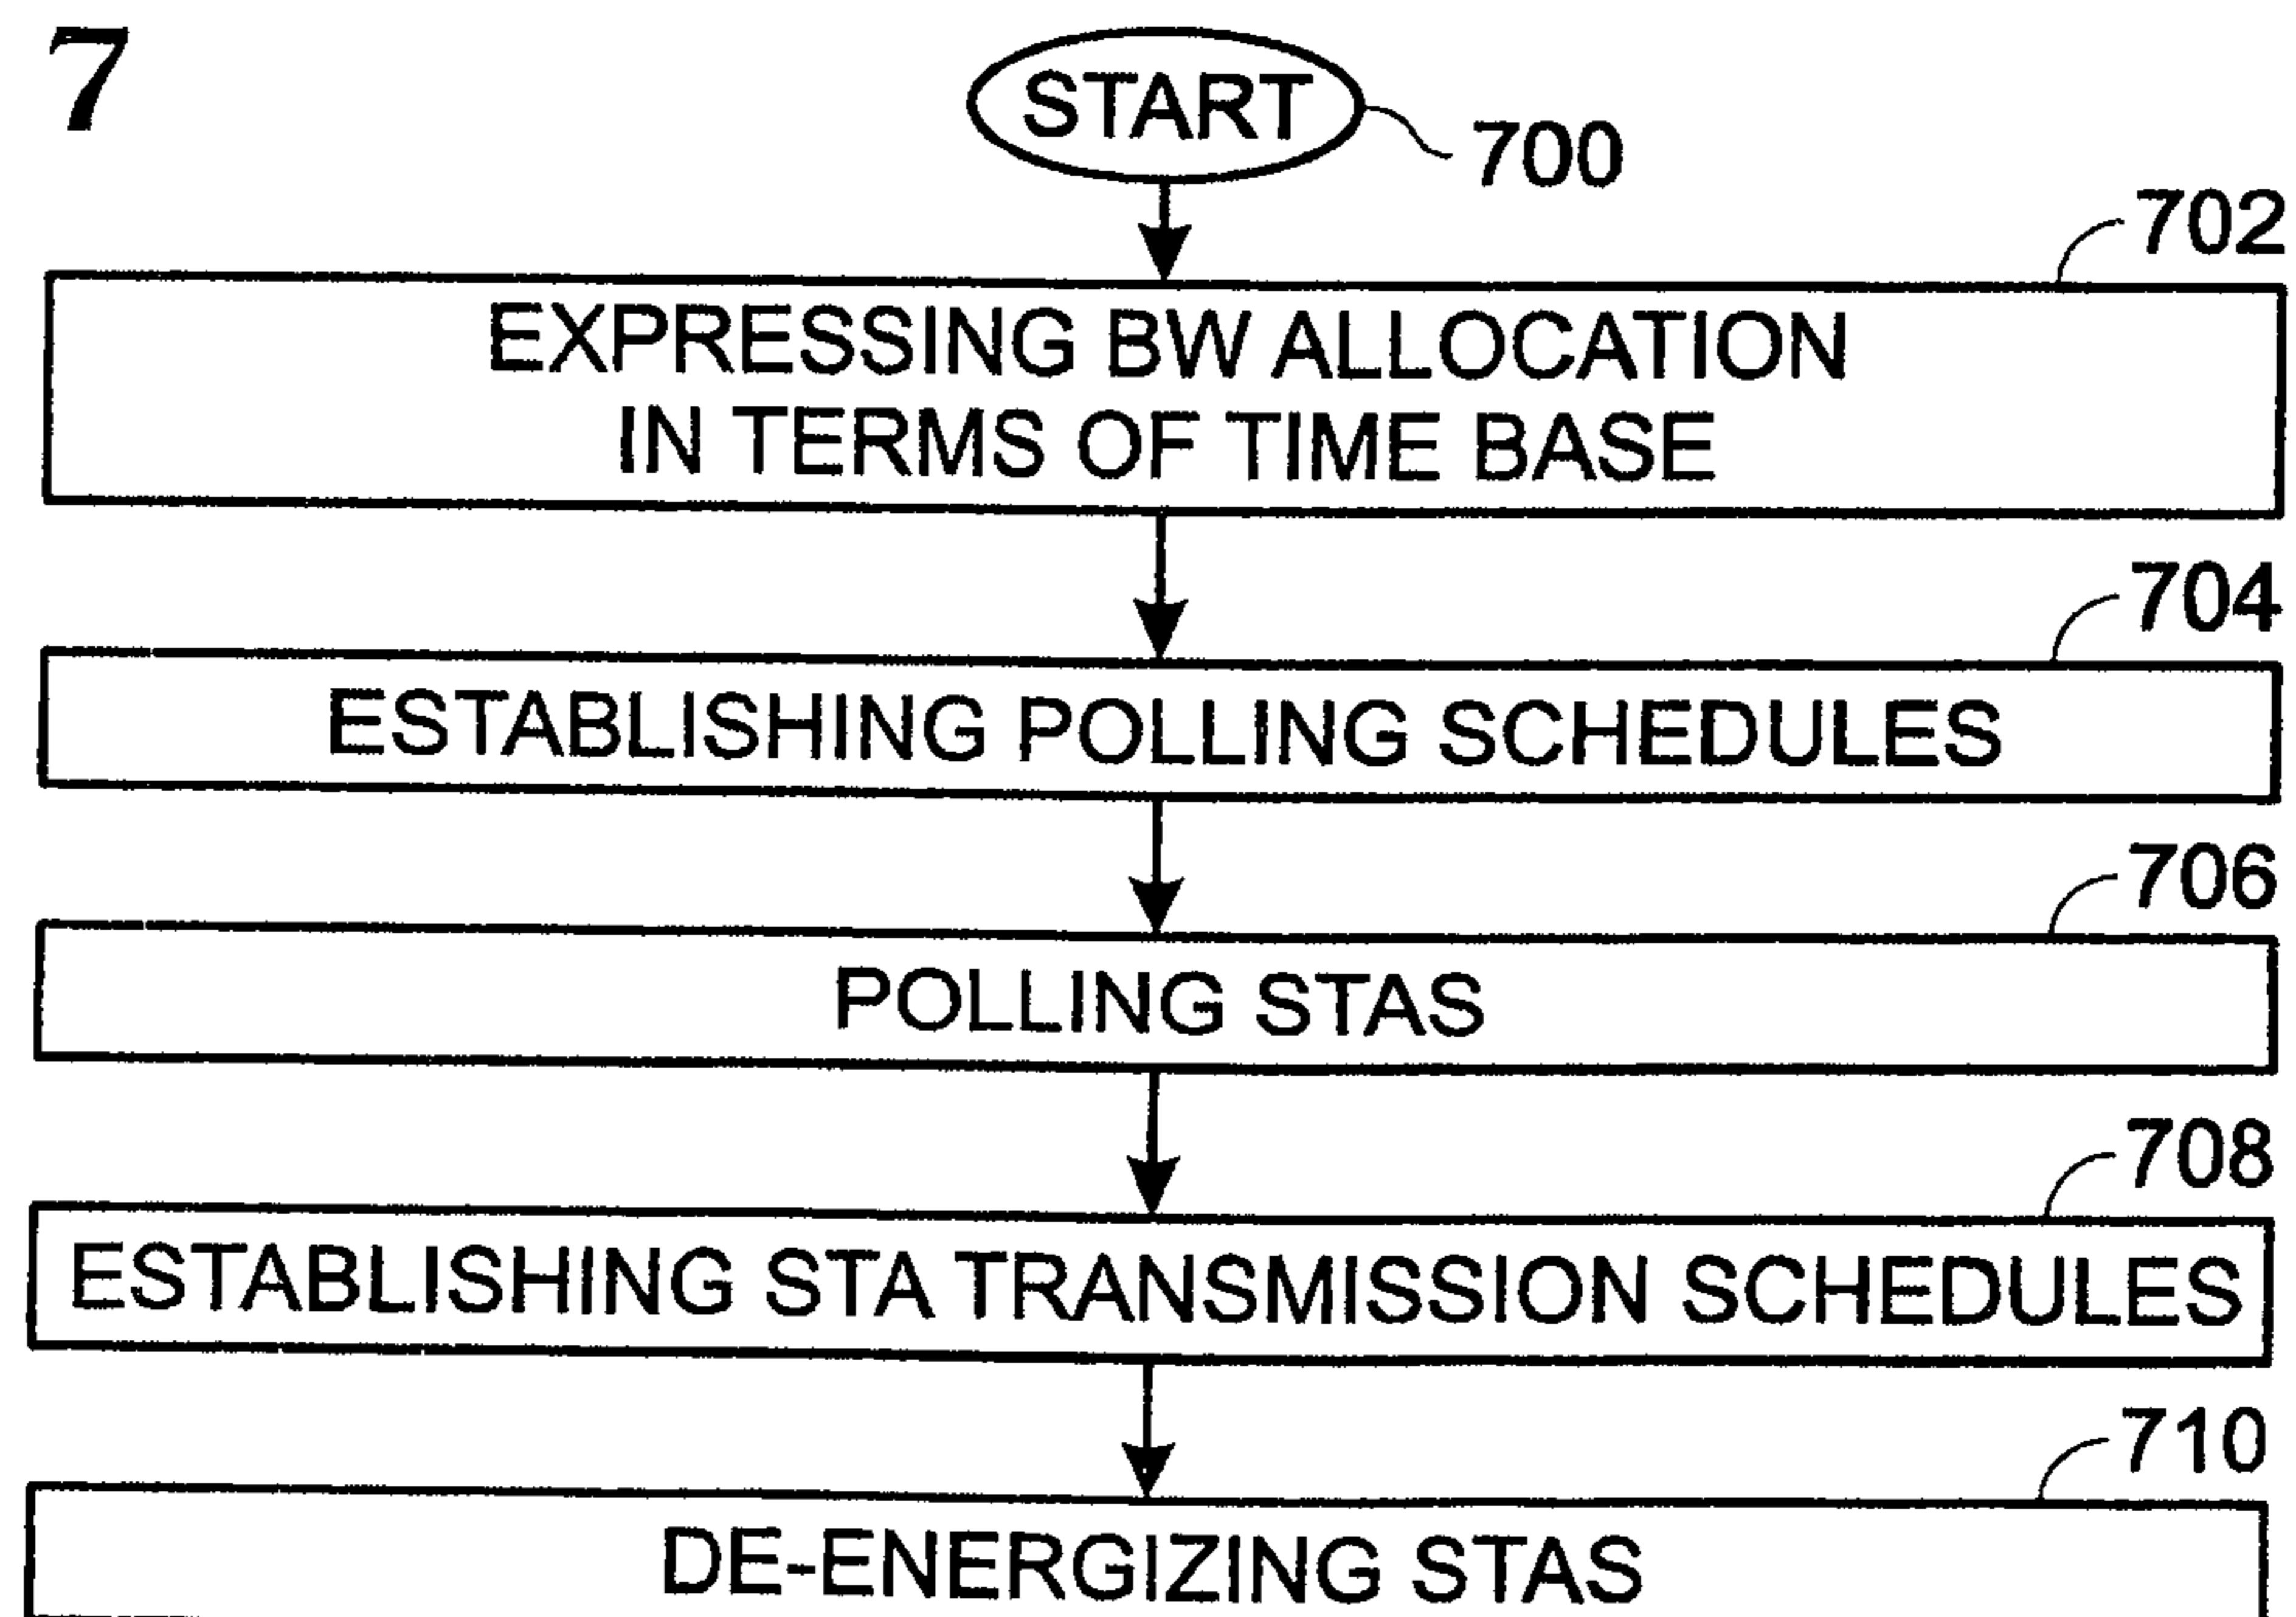 7
START
700
702
EXPRESSING BW ALLOCATION
IN TERMS OF TIME BASE
704
ESTABLISHING POLLING SCHEDULES
706
POLLING STAS
708
ESTABLISHING STA TRANSMISSION SCHEDULES
710
DE-ENERGIZING STAS